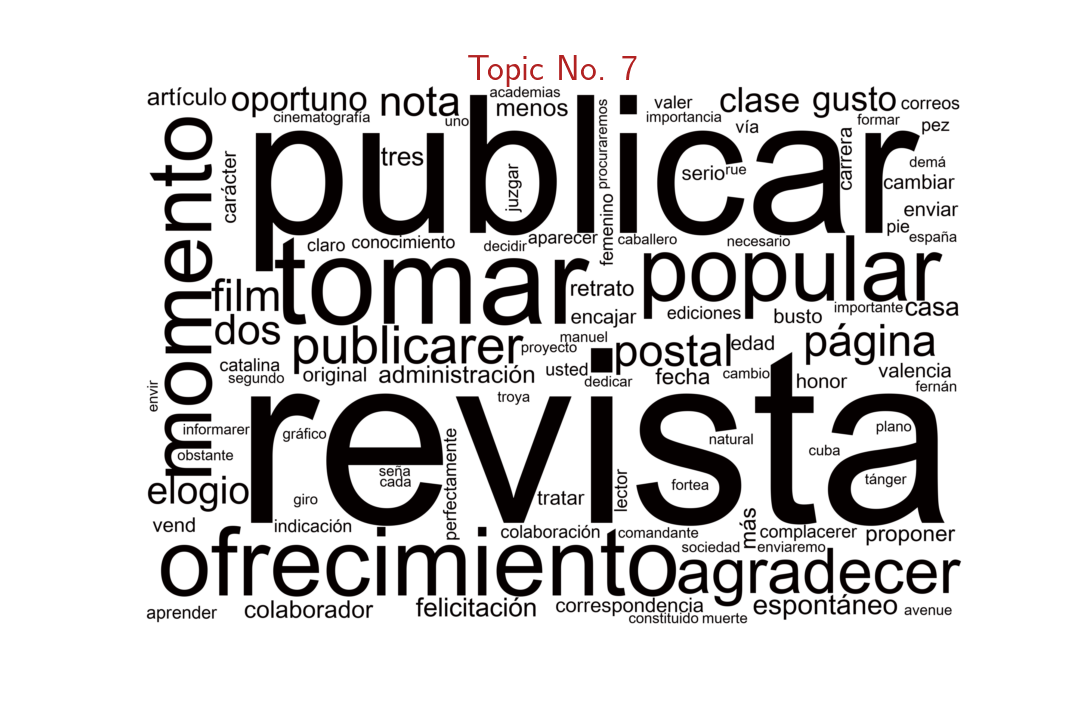 Topic No. 7
artículo oportuno nota academias menos valer clase gusto correos
cinematografía uno importancia vía formar pez
momento carácter publicar tres juzgar procuraremos serio rue carrera demá cambiar
enviar
pie españa
claro conocimiento decidir aparecer femenino caballero necesario
film tomar retrato popular
dos encajar ediciones busto importante casa
publicarer manuel proyecto postal edad página
catalina segundo original administración usted dedicar fecha cambio honor valencia fernán
envir troya
revista
informarer gráfico natural plano
obstante seña cada perfectamente lector fortea cuba tánger
elogio giro tratar
vend indicación colaboración comandante más complacerer proponer
ofrecimiento sociedad enviaremo agradecer
aprender colaborador felicitación correspondencia espontáneo avenue
constituido muerte